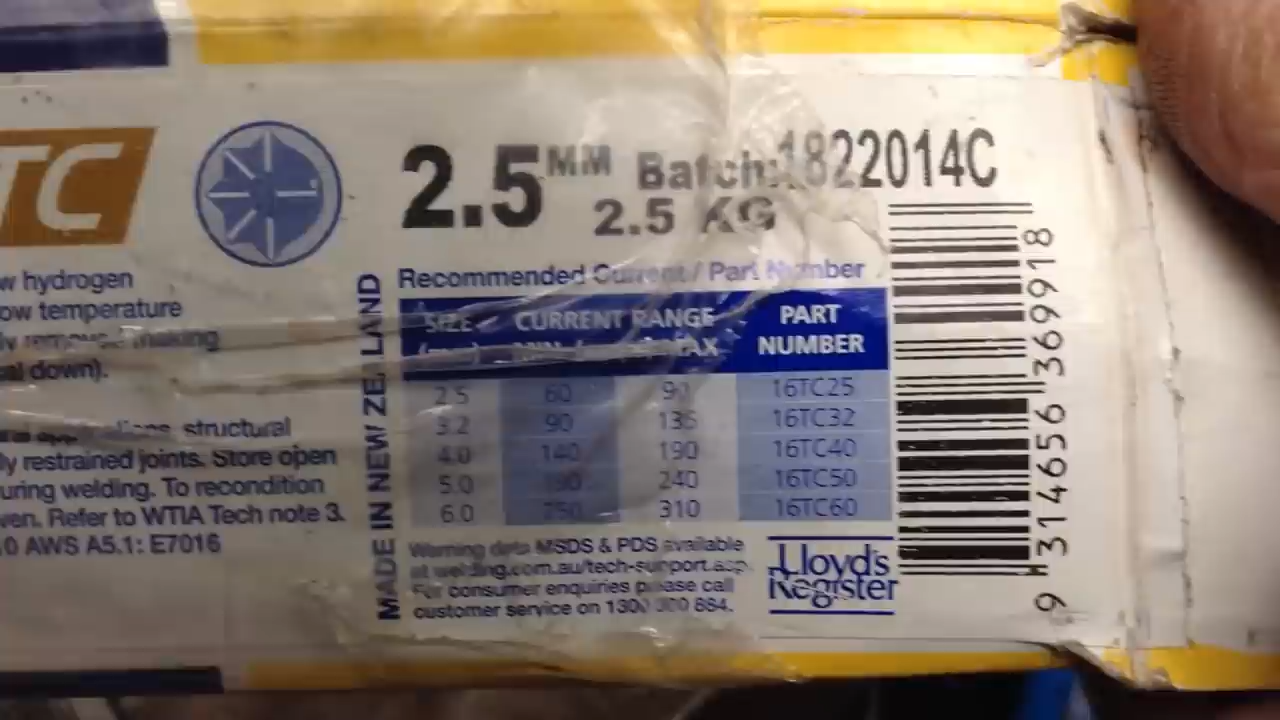 TC
2.5 MM Batch:1822014C
2.5 KG
w hydrogen
ow temperature
making
al down).
structural
ly restrained joints. Store open
uring welding. To recondition
ven. Refer to WTIA Tech note 3.
0 AWS A5.1: E7016
MADE IN NEW ZEALAND
Recommended Current / Part Number
SIZE CURRENT RANGE PART
MAX NUMBER
2.5 60 90 16TC25
3.2 90 135 16TC32
4.0 140 190 16TC40
5.0 190 240 16TC50
6.0 250 310 16TC60
Warning data MSDS & PDS available
at welding.com.au/tech-support.asp.
For consumer enquiries please call
customer service on 1300 300 884.
Lloyd's
Register
9 314656 369918